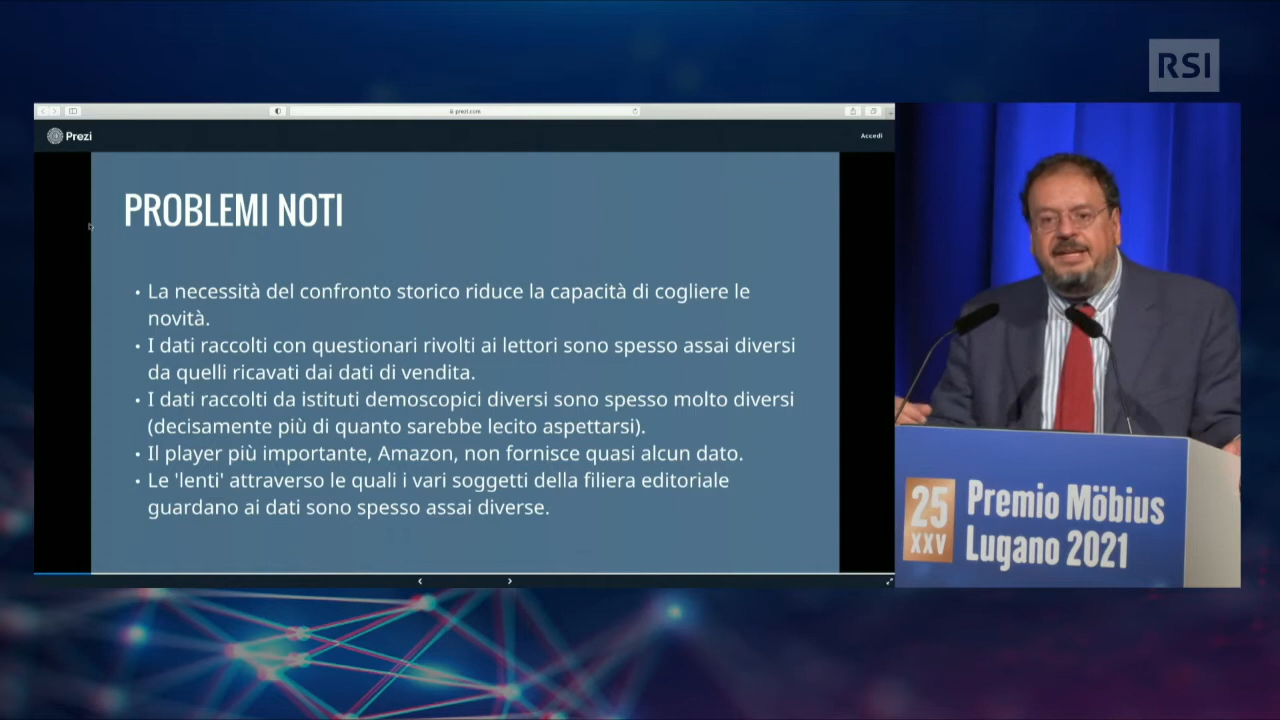 RSI
prezi.com
Prezi
Accedi
PROBLEMI NOTI
• La necessità del confronto storico riduce la capacità di cogliere le
novità.
• I dati raccolti con questionari rivolti ai lettori sono spesso assai diversi
da quelli ricavati dai dati di vendita.
• I dati raccolti da istituti demoscopici diversi sono spesso molto diversi
(decisamente più di quanto sarebbe lecito aspettarsi).
• Il player più importante, Amazon, non fornisce quasi alcun dato.
• Le 'lenti' attraverso le quali i vari soggetti della filiera editoriale
guardano ai dati sono spesso assai diverse.
25
XXV
Premio Möbius
Lugano 2021